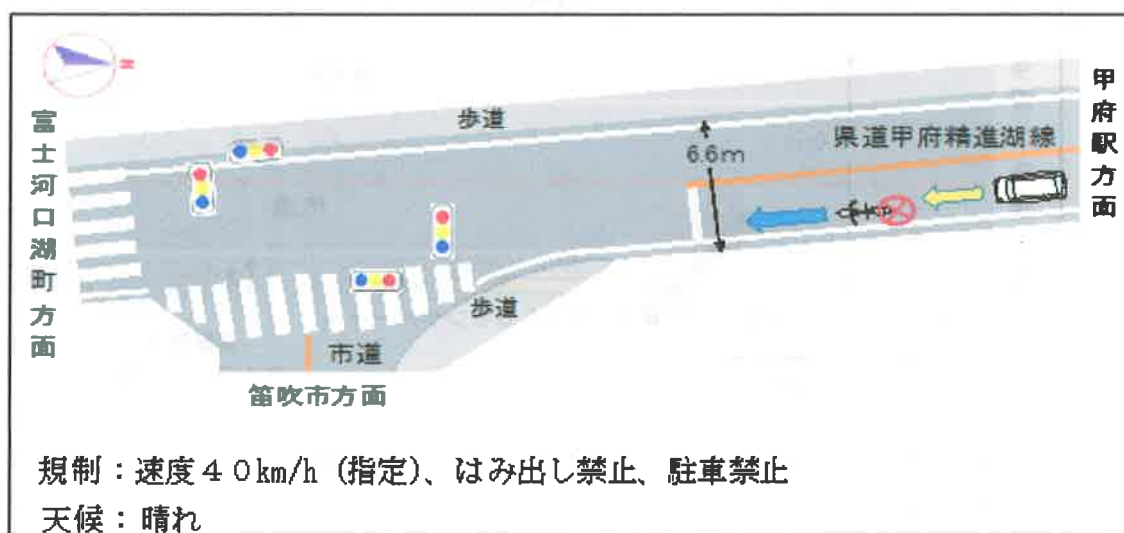 N
富士河口湖町方面
歩道
6.6m
県道甲府精進湖線
甲府駅方面
歩道
市道
笛吹市方面
規制：速度４０km/h（指定）、はみ出し禁止、駐車禁止
天候：晴れ